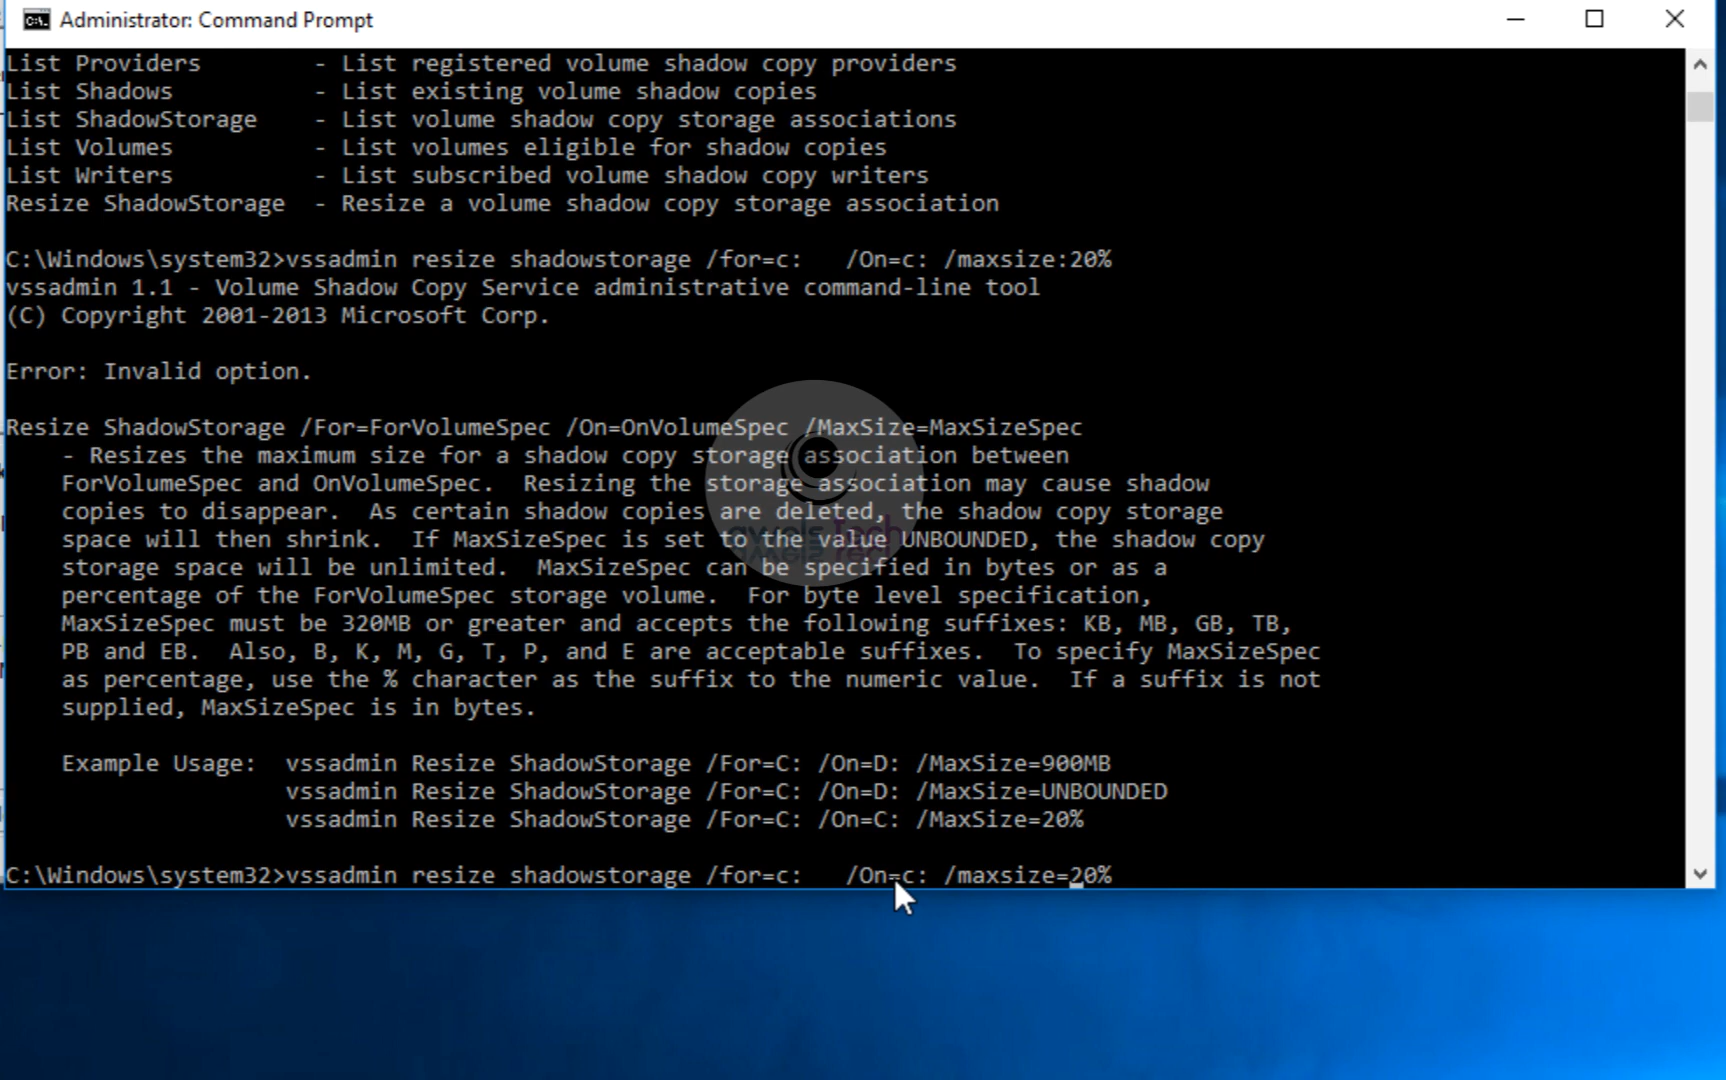 Administrator: Command Prompt
List Providers - List registered volume shadow copy providers
List Shadows - List existing volume shadow copies
List ShadowStorage - List volume shadow copy storage associations
List Volumes - List volumes eligible for shadow copies
List Writers - List subscribed volume shadow copy writers
Resize ShadowStorage - Resize a volume shadow copy storage association
C:\Windows\system32>vssadmin resize shadowstorage /for=c: /On=c: /maxsize:20%
vssadmin 1.1 - Volume Shadow Copy Service administrative command-line tool
(C) Copyright 2001-2013 Microsoft Corp.
Error: Invalid option.
Resize ShadowStorage /For=ForVolumeSpec /On=OnVolumeSpec /MaxSize=MaxSizeSpec
- Resizes the maximum size for a shadow copy storage association between
ForVolumeSpec and OnVolumeSpec. Resizing the storage association may cause shadow
copies to disappear. As certain shadow copies are deleted, the shadow copy storage
space will then shrink. If MaxSizeSpec is set to the value UNBOUNDED, the shadow copy
storage space will be unlimited. MaxSizeSpec can be specified in bytes or as a
percentage of the ForVolumeSpec storage volume. For byte level specification,
MaxSizeSpec must be 320MB or greater and accepts the following suffixes: KB, MB, GB, TB,
PB and EB. Also, B, K, M, G, T, P, and E are acceptable suffixes. To specify MaxSizeSpec
as percentage, use the % character as the suffix to the numeric value. If a suffix is not
supplied, MaxSizeSpec is in bytes.
Example Usage: vssadmin Resize ShadowStorage /For=C: /On=D: /MaxSize=900MB
vssadmin Resize ShadowStorage /For=C: /On=D: /MaxSize=UNBOUNDED
vssadmin Resize ShadowStorage /For=C: /On=C: /MaxSize=20%
C:\Windows\system32>vssadmin resize shadowstorage /for=c: /On=c: /maxsize=20%